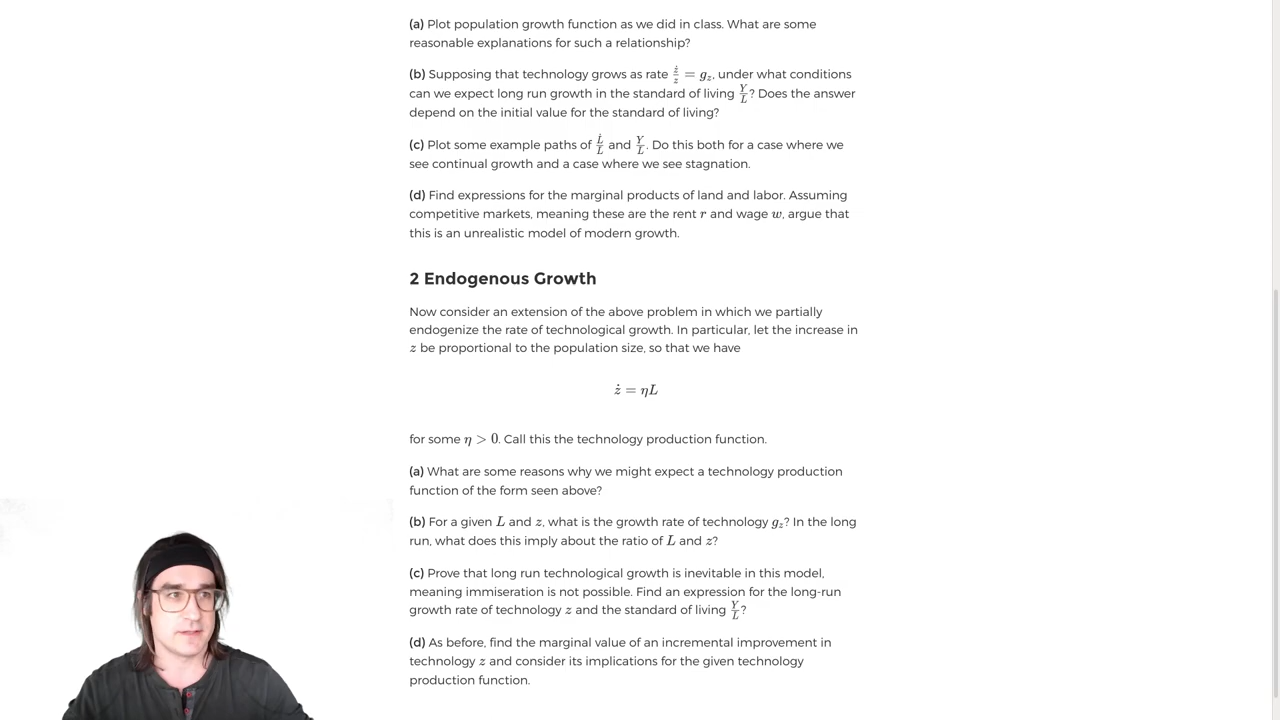 (a) Plot population growth function as we did in class. What are some
reasonable explanations for such a relationship?
(b) Supposing that technology grows as rate ż/z = g_z, under what conditions
can we expect long run growth in the standard of living Y/L? Does the answer
depend on the initial value for the standard of living?
(c) Plot some example paths of L̇/L and Y/L. Do this both for a case where we
see continual growth and a case where we see stagnation.
(d) Find expressions for the marginal products of land and labor. Assuming
competitive markets, meaning these are the rent r and wage w, argue that
this is an unrealistic model of modern growth.
2 Endogenous Growth
Now consider an extension of the above problem in which we partially
endogenize the rate of technological growth. In particular, let the increase in
z be proportional to the population size, so that we have
ż = ηL
for some η > 0. Call this the technology production function.
(a) What are some reasons why we might expect a technology production
function of the form seen above?
(b) For a given L and z, what is the growth rate of technology g_z? In the long
run, what does this imply about the ratio of L and z?
(c) Prove that long run technological growth is inevitable in this model,
meaning immiseration is not possible. Find an expression for the long-run
growth rate of technology z and the standard of living Y/L?
(d) As before, find the marginal value of an incremental improvement in
technology z and consider its implications for the given technology
production function.